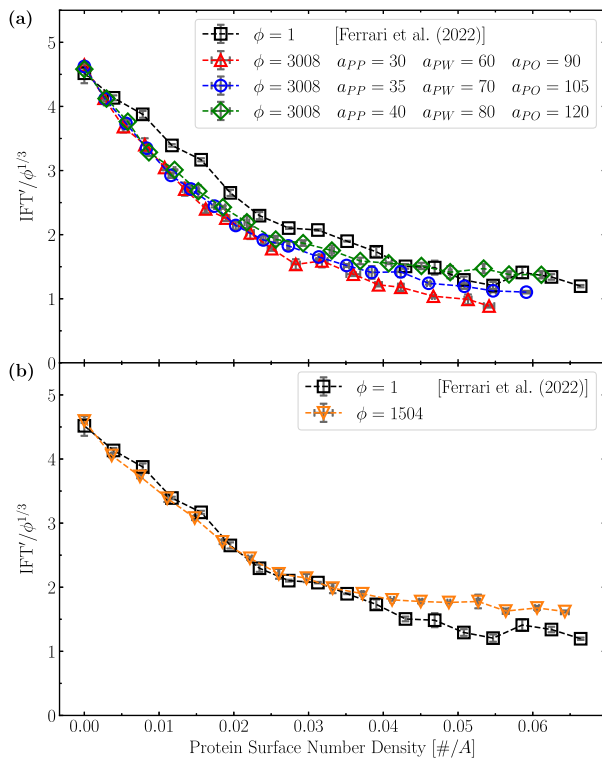 (a)
ϕ = 1 [Ferrari et al. (2022)]
ϕ = 3008 a_PP = 30 a_PW = 60 a_PO = 90
ϕ = 3008 a_PP = 35 a_PW = 70 a_PO = 105
ϕ = 3008 a_PP = 40 a_PW = 80 a_PO = 120
5
4
3
2
1
0
IFT′/ϕ^{1/3}
(b)
ϕ = 1 [Ferrari et al. (2022)]
ϕ = 1504
5
4
3
2
1
0
IFT′/ϕ^{1/3}
0.00 0.01 0.02 0.03 0.04 0.05 0.06
Protein Surface Number Density [#/A]